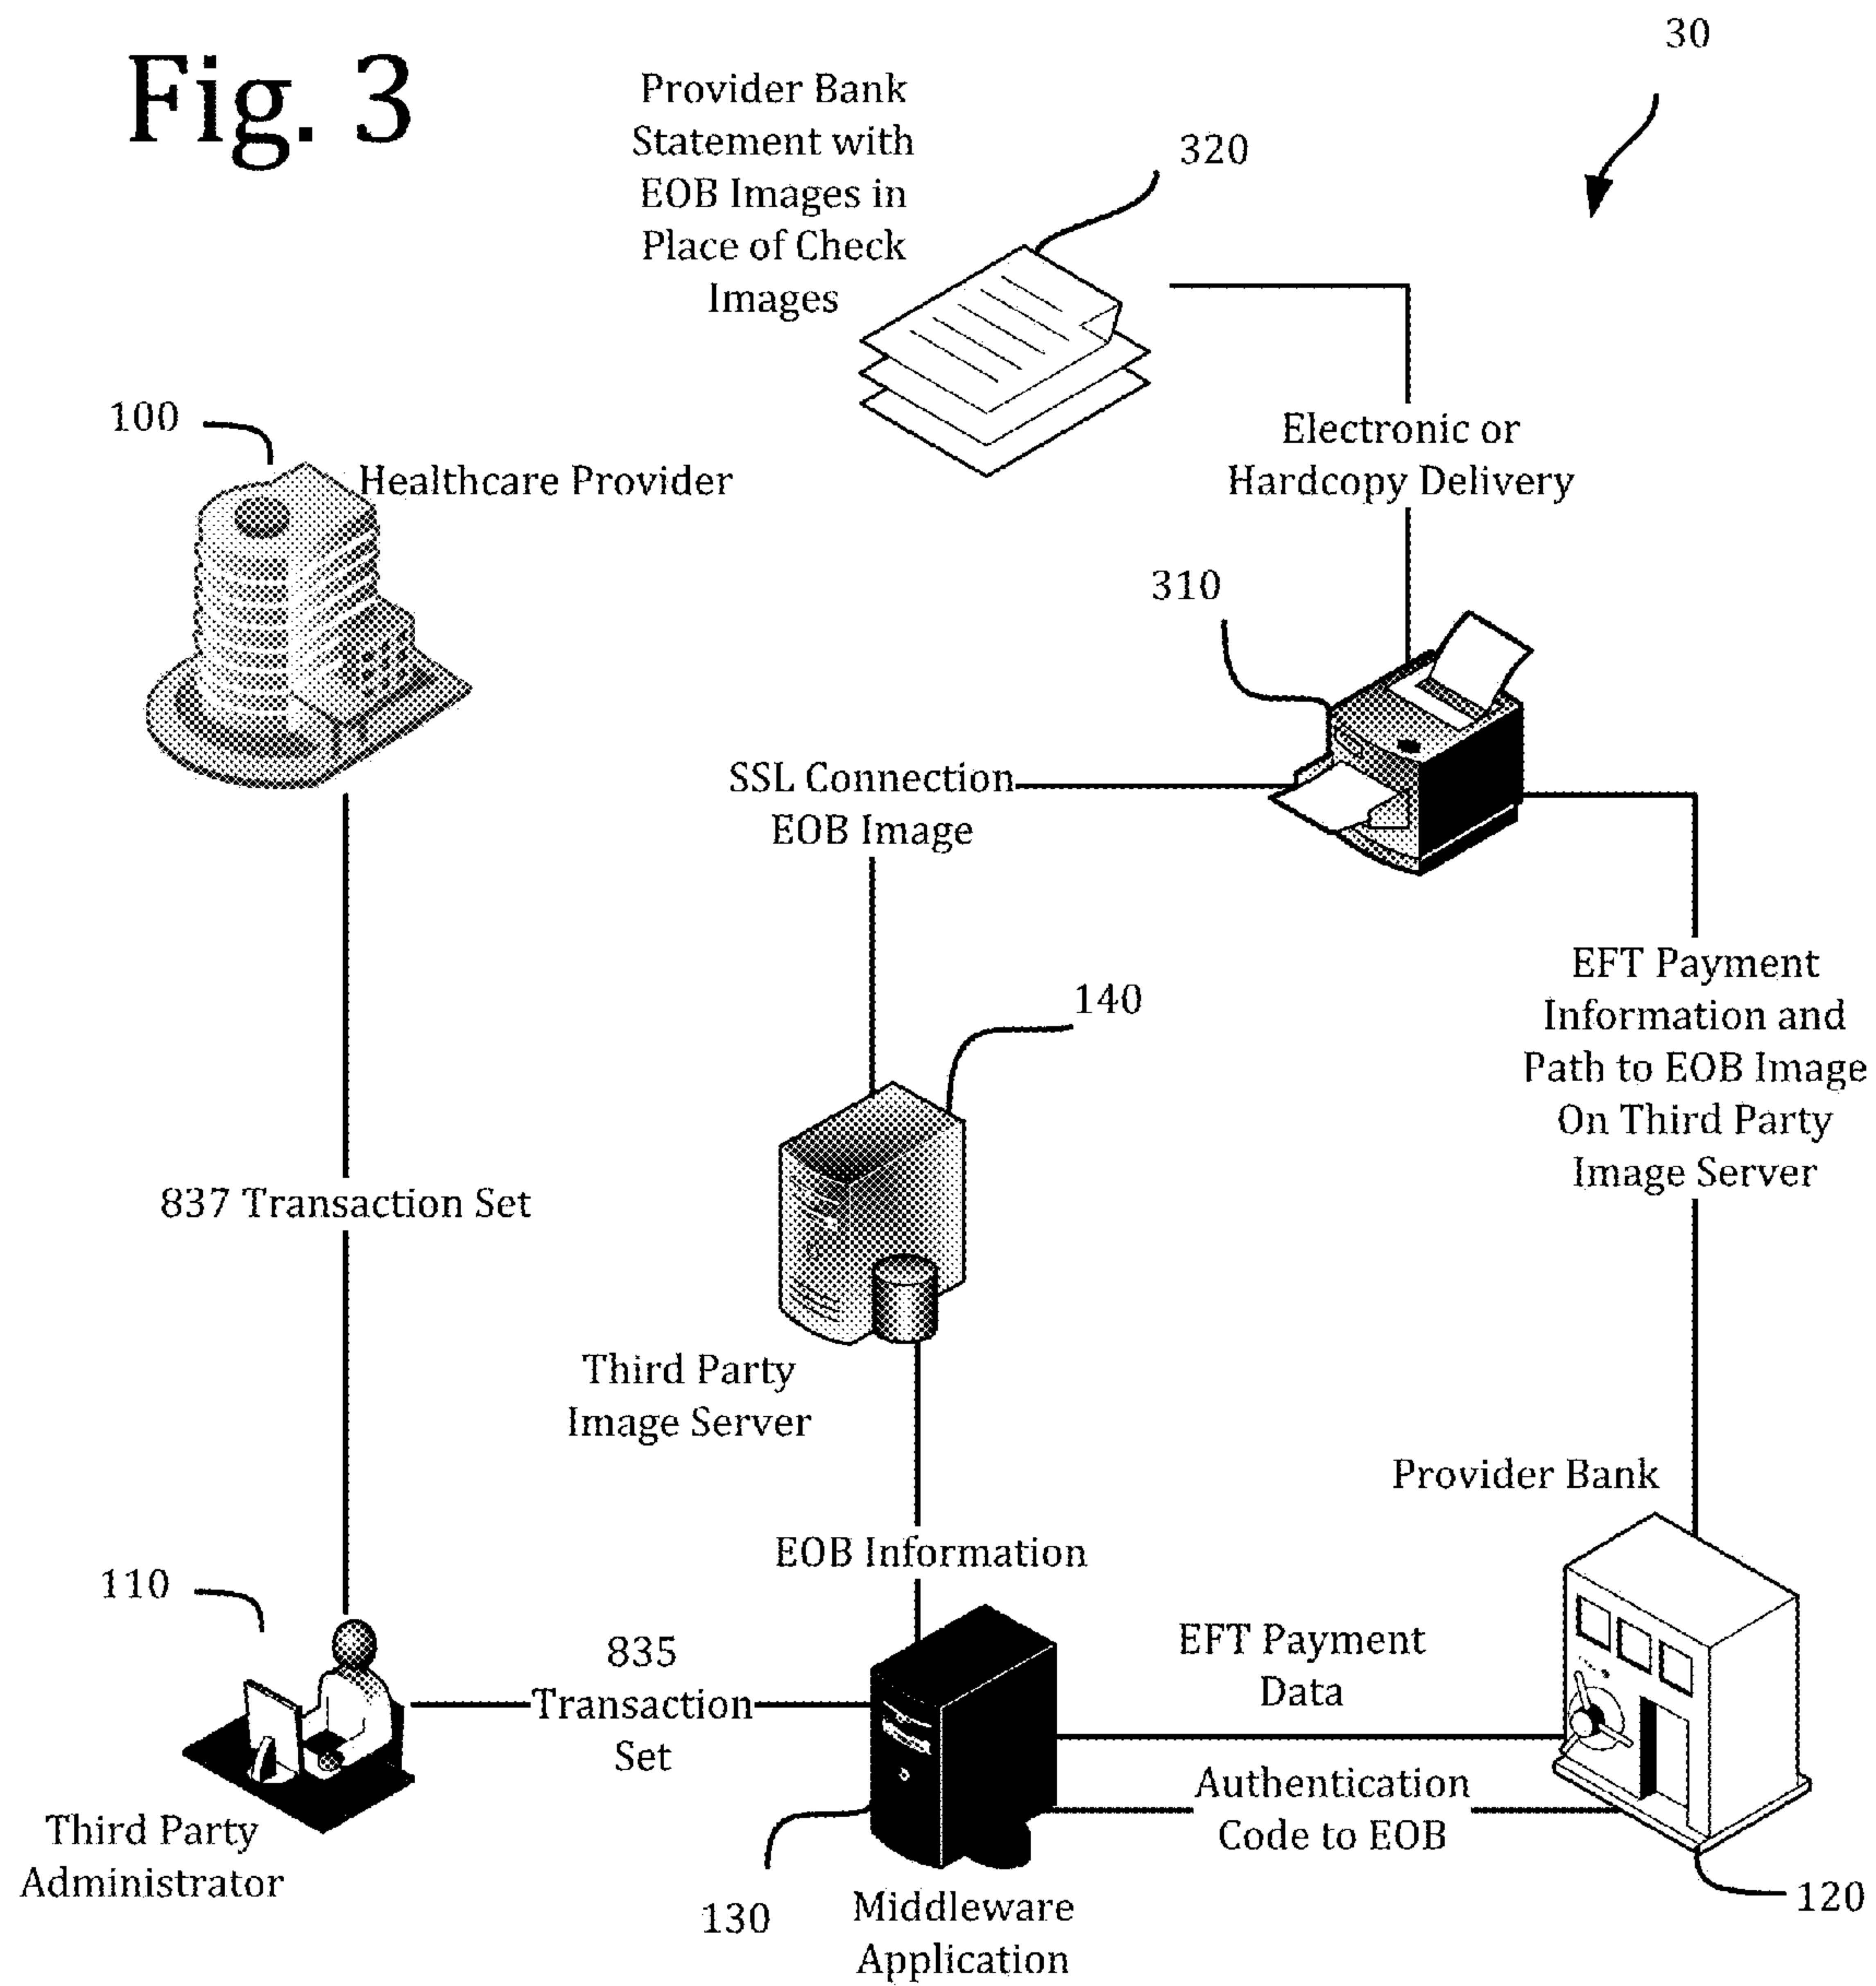 Fig. 3
30
Provider Bank
Statement with
EOB Images in
Place of Check
Images
320
100
Healthcare Provider
Electronic or
Hardcopy Delivery
310
SSL Connection
EOB Image
EFT Payment
Information and
Path to EOB Image
On Third Party
Image Server
140
837 Transaction Set
Third Party
Image Server
Provider Bank
EOB Information
110
835
Transaction
Set
EFT Payment
Data
Authentication
Code to EOB
Third Party
Administrator
130
Middleware
Application
120